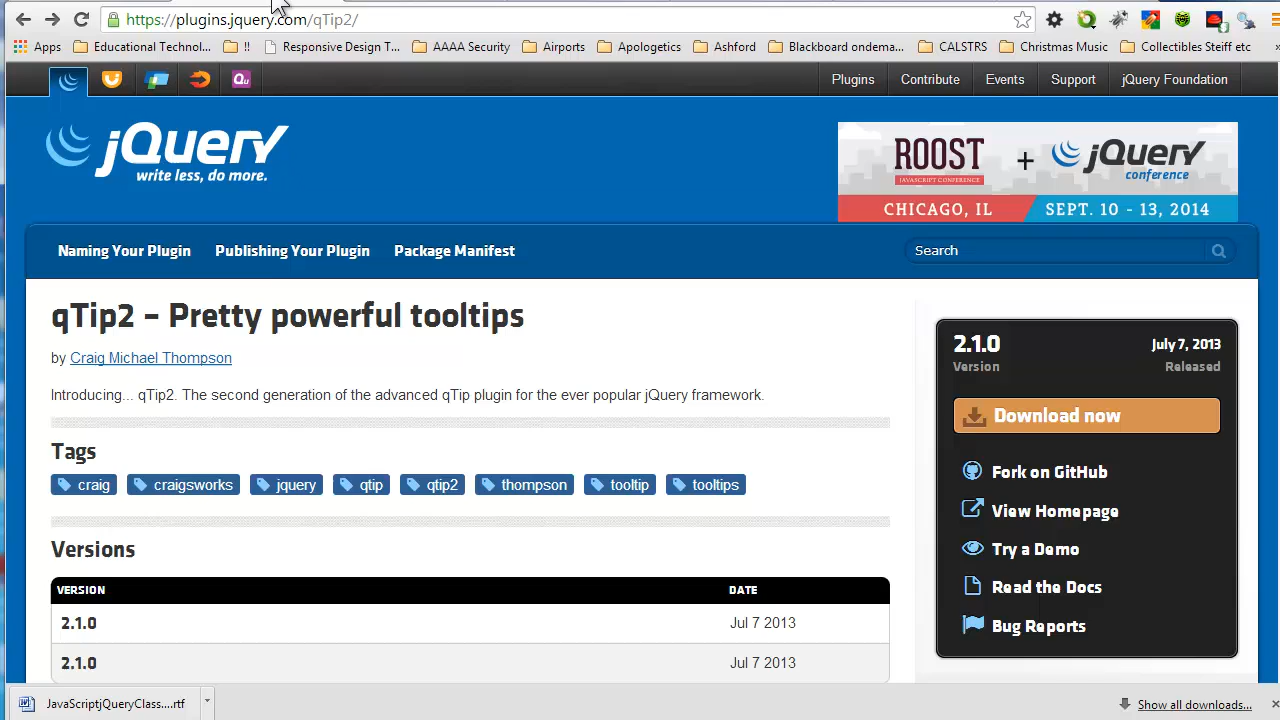 https://plugins.jquery.com/qTip2/
Apps Educational Technol... !! Responsive Design T... AAAA Security Airports Apologetics Ashford Blackboard ondema... CALSTRS Christmas Music Collectibles Steiff etc »
Qu Plugins Contribute Events Support jQuery Foundation
jQuery
write less, do more.
ROOST
JAVASCRIPT CONFERENCE
+
jQuery
conference
CHICAGO, IL SEPT. 10 - 13, 2014
Naming Your Plugin Publishing Your Plugin Package Manifest Search
qTip2 – Pretty powerful tooltips
by Craig Michael Thompson
Introducing... qTip2. The second generation of the advanced qTip plugin for the ever popular jQuery framework.
Tags
craig craigsworks jquery qtip qtip2 thompson tooltip tooltips
Versions
VERSION DATE
2.1.0 Jul 7 2013
2.1.0 Jul 7 2013
2.1.0 July 7, 2013
Version Released
Download now
Fork on GitHub
View Homepage
Try a Demo
Read the Docs
Bug Reports
JavaScriptjQueryClass....rtf Show all downloads...